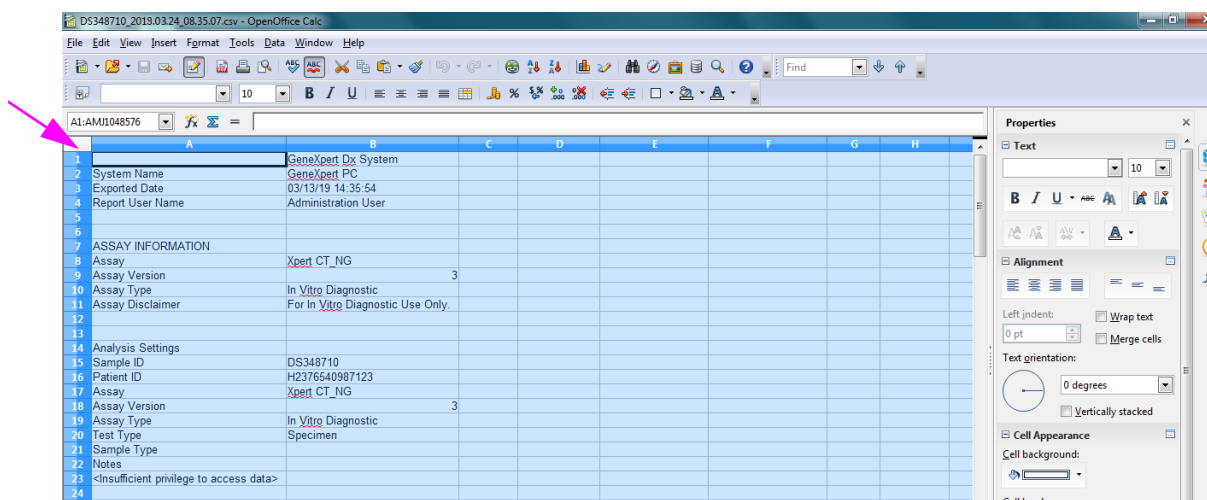 DS348710_2019.03.24_08.35.07.csv - OpenOffice Calc
File Edit View Insert Format Tools Data Window Help
Find
10
A1:AMJ1048576
A B C D E F G H
1 GeneXpert Dx System
2 System Name GeneXpert PC
3 Exported Date 03/13/19 14:35:54
4 Report User Name Administration User
5
6
7 ASSAY INFORMATION
8 Assay Xpert CT_NG
9 Assay Version 3
10 Assay Type In Vitro Diagnostic
11 Assay Disclaimer For In Vitro Diagnostic Use Only.
12
13
14 Analysis Settings
15 Sample ID DS348710
16 Patient ID H2376540987123
17 Assay Xpert CT_NG
18 Assay Version 3
19 Assay Type In Vitro Diagnostic
20 Test Type Specimen
21 Sample Type
22 Notes
23 <Insufficient privilege to access data>
24
Properties
Text
10
Alignment
Left indent: Wrap text
0 pt Merge cells
Text orientation:
0 degrees
Vertically stacked
Cell Appearance
Cell background: